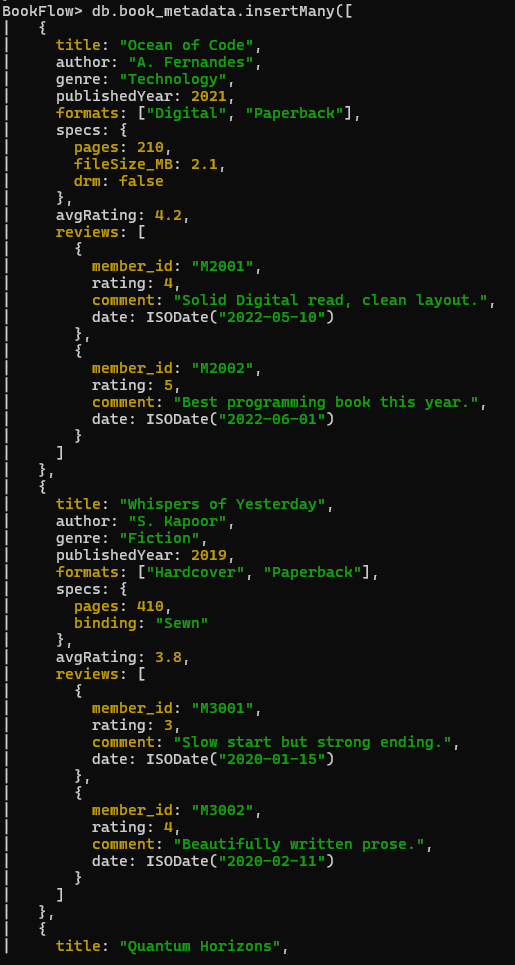 BookFlow> db.book_metadata.insertMany([
|   {
|     title: "Ocean of Code",
|     author: "A. Fernandes",
|     genre: "Technology",
|     publishedYear: 2021,
|     formats: ["Digital", "Paperback"],
|     specs: {
|       pages: 210,
|       fileSize_MB: 2.1,
|       drm: false
|     },
|     avgRating: 4.2,
|     reviews: [
|       {
|         member_id: "M2001",
|         rating: 4,
|         comment: "Solid Digital read, clean layout.",
|         date: ISODate("2022-05-10")
|       },
|       {
|         member_id: "M2002",
|         rating: 5,
|         comment: "Best programming book this year.",
|         date: ISODate("2022-06-01")
|       }
|     ]
|   },
|   {
|     title: "Whispers of Yesterday",
|     author: "S. Kapoor",
|     genre: "Fiction",
|     publishedYear: 2019,
|     formats: ["Hardcover", "Paperback"],
|     specs: {
|       pages: 410,
|       binding: "Sewn"
|     },
|     avgRating: 3.8,
|     reviews: [
|       {
|         member_id: "M3001",
|         rating: 3,
|         comment: "Slow start but strong ending.",
|         date: ISODate("2020-01-15")
|       },
|       {
|         member_id: "M3002",
|         rating: 4,
|         comment: "Beautifully written prose.",
|         date: ISODate("2020-02-11")
|       }
|     ]
|   },
|   {
|     title: "Quantum Horizons",